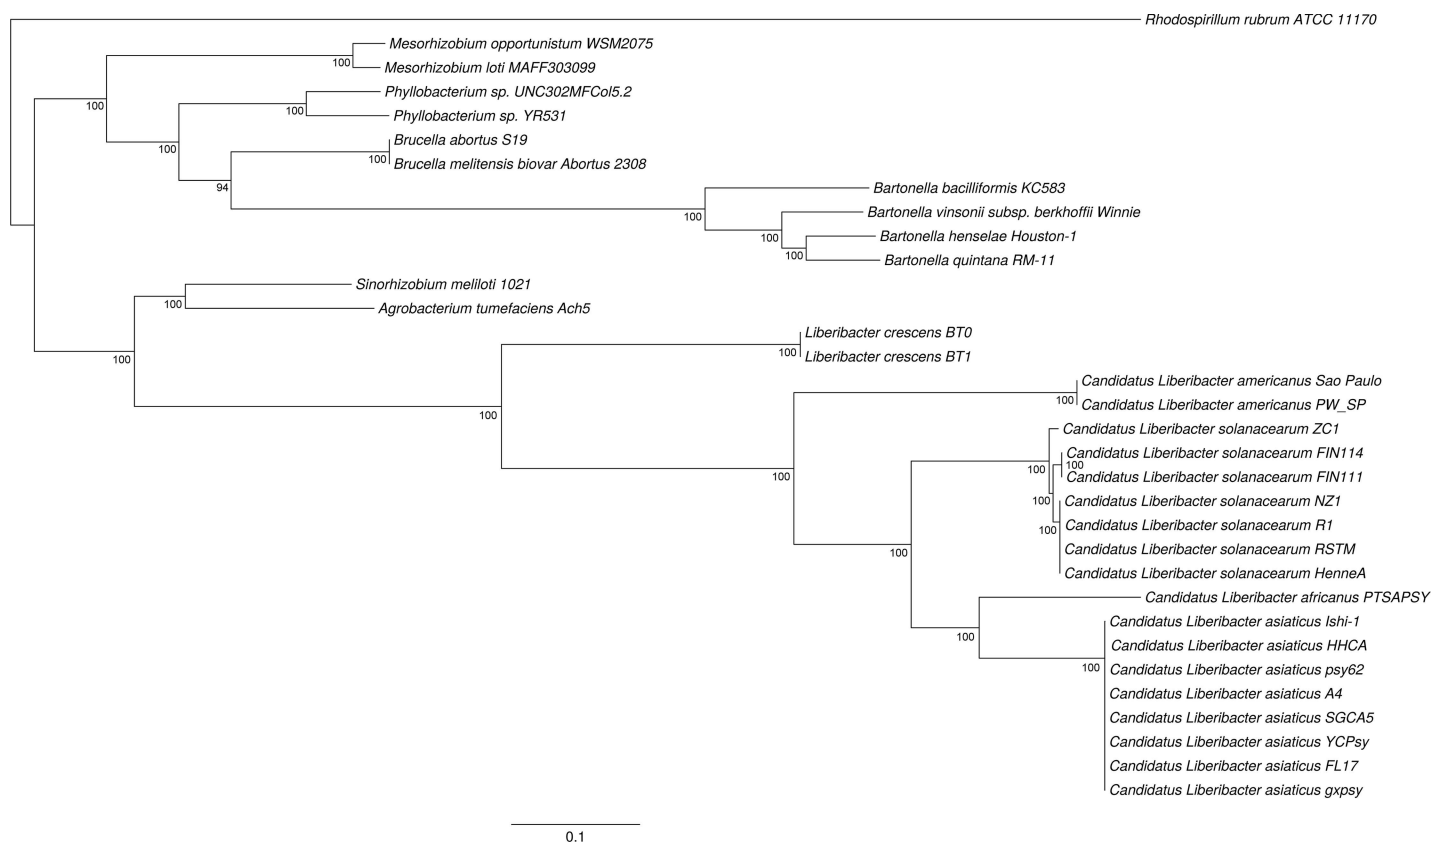 Rhodospirillum rubrum ATCC 11170
Mesorhizobium opportunistum WSM2075
100
Mesorhizobium loti MAFF303099
Phyllobacterium sp. UNC302MFCol5.2
100
100
Phyllobacterium sp. YR531
Brucella abortus S19
100
100
Brucella melitensis biovar Abortus 2308
94
Bartonella bacilliformis KC583
Bartonella vinsonii subsp. berkhoffii Winnie
100
Bartonella henselae Houston-1
100
100
Bartonella quintana RM-11
Sinorhizobium meliloti 1021
100
Agrobacterium tumefaciens Ach5
Liberibacter crescens BT0
100
100
Liberibacter crescens BT1
Candidatus Liberibacter americanus Sao Paulo
100
Candidatus Liberibacter americanus PW_SP
100
Candidatus Liberibacter solanacearum ZC1
Candidatus Liberibacter solanacearum FIN114
100
100
100
Candidatus Liberibacter solanacearum FIN111
100
Candidatus Liberibacter solanacearum NZ1
Candidatus Liberibacter solanacearum R1
100
100
Candidatus Liberibacter solanacearum RSTM
Candidatus Liberibacter solanacearum HenneA
Candidatus Liberibacter africanus PTSAPSY
Candidatus Liberibacter asiaticus Ishi-1
100
Candidatus Liberibacter asiaticus HHCA
100
Candidatus Liberibacter asiaticus psy62
Candidatus Liberibacter asiaticus A4
Candidatus Liberibacter asiaticus SGCA5
Candidatus Liberibacter asiaticus YCPsy
Candidatus Liberibacter asiaticus FL17
Candidatus Liberibacter asiaticus gxpsy
0.1